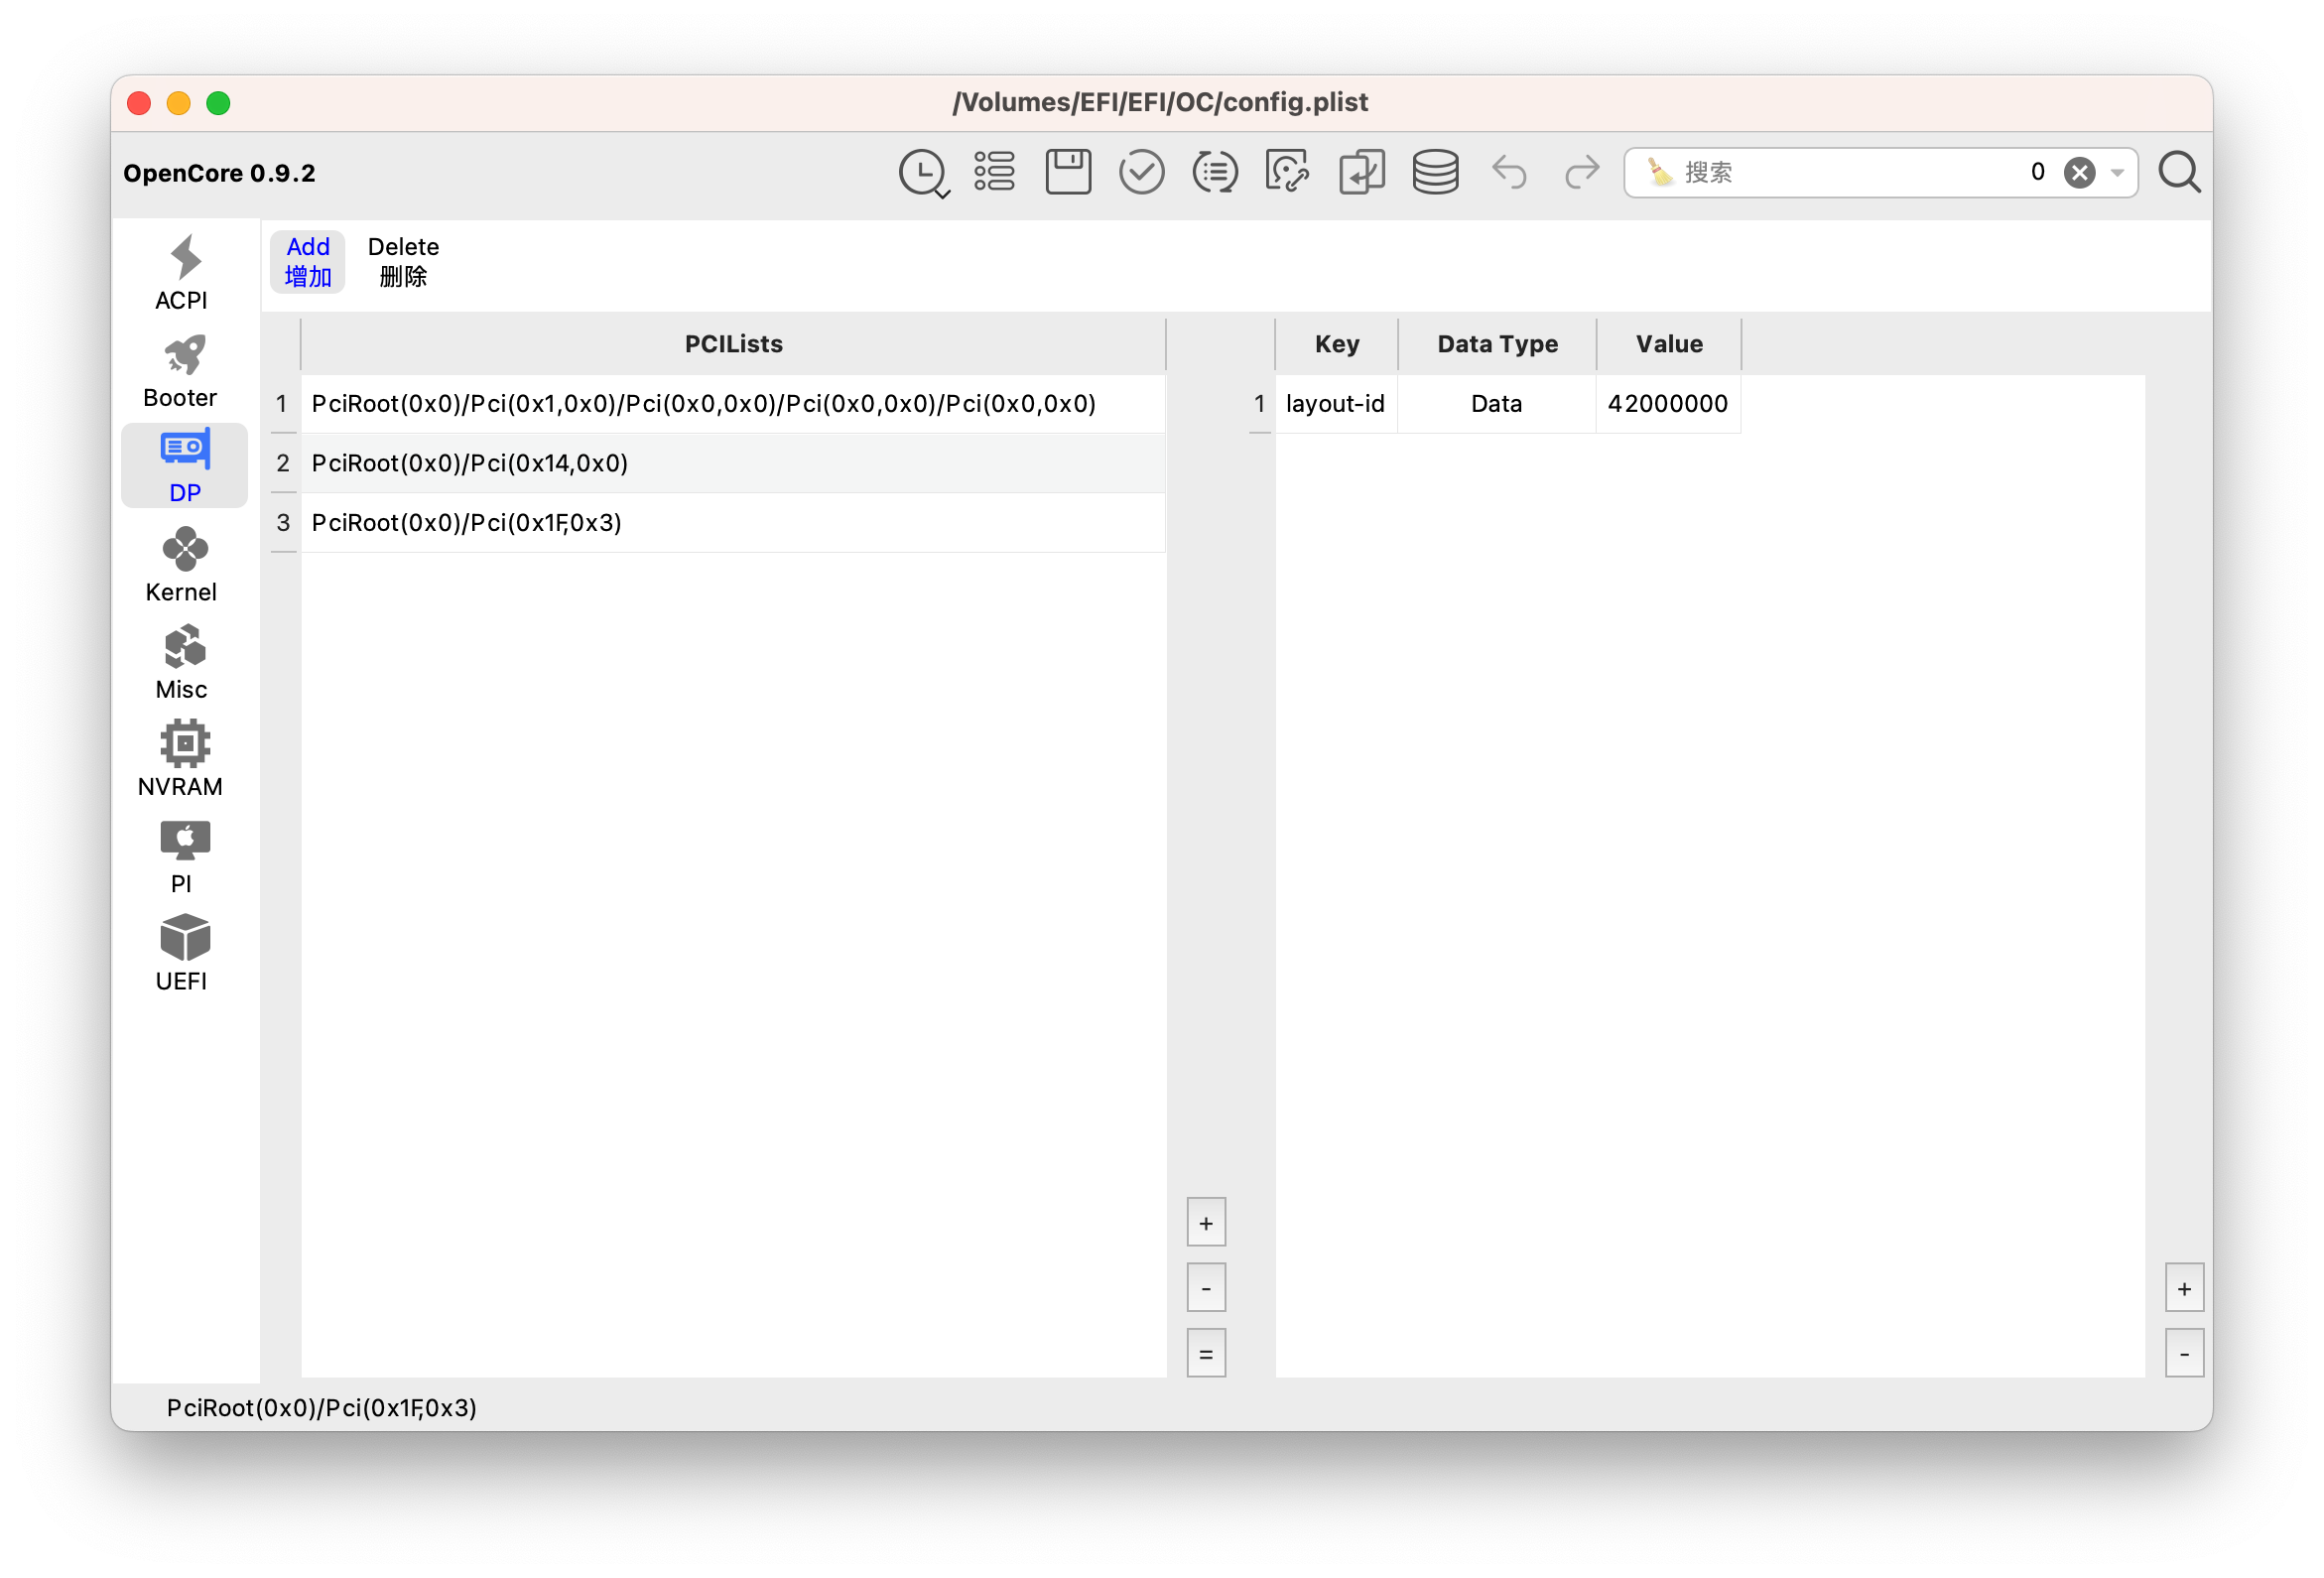 /Volumes/EFI/EFI/OC/config.plist
OpenCore 0.9.2
搜索 0
Add
增加
Delete
删除
ACPI
Booter
DP
Kernel
Misc
NVRAM
PI
UEFI
PCILists
1 PciRoot(0x0)/Pci(0x1,0x0)/Pci(0x0,0x0)/Pci(0x0,0x0)/Pci(0x0,0x0)
2 PciRoot(0x0)/Pci(0x14,0x0)
3 PciRoot(0x0)/Pci(0x1F,0x3)
+
-
=
Key Data Type Value
1 layout-id Data 42000000
+
-
PciRoot(0x0)/Pci(0x1F,0x3)